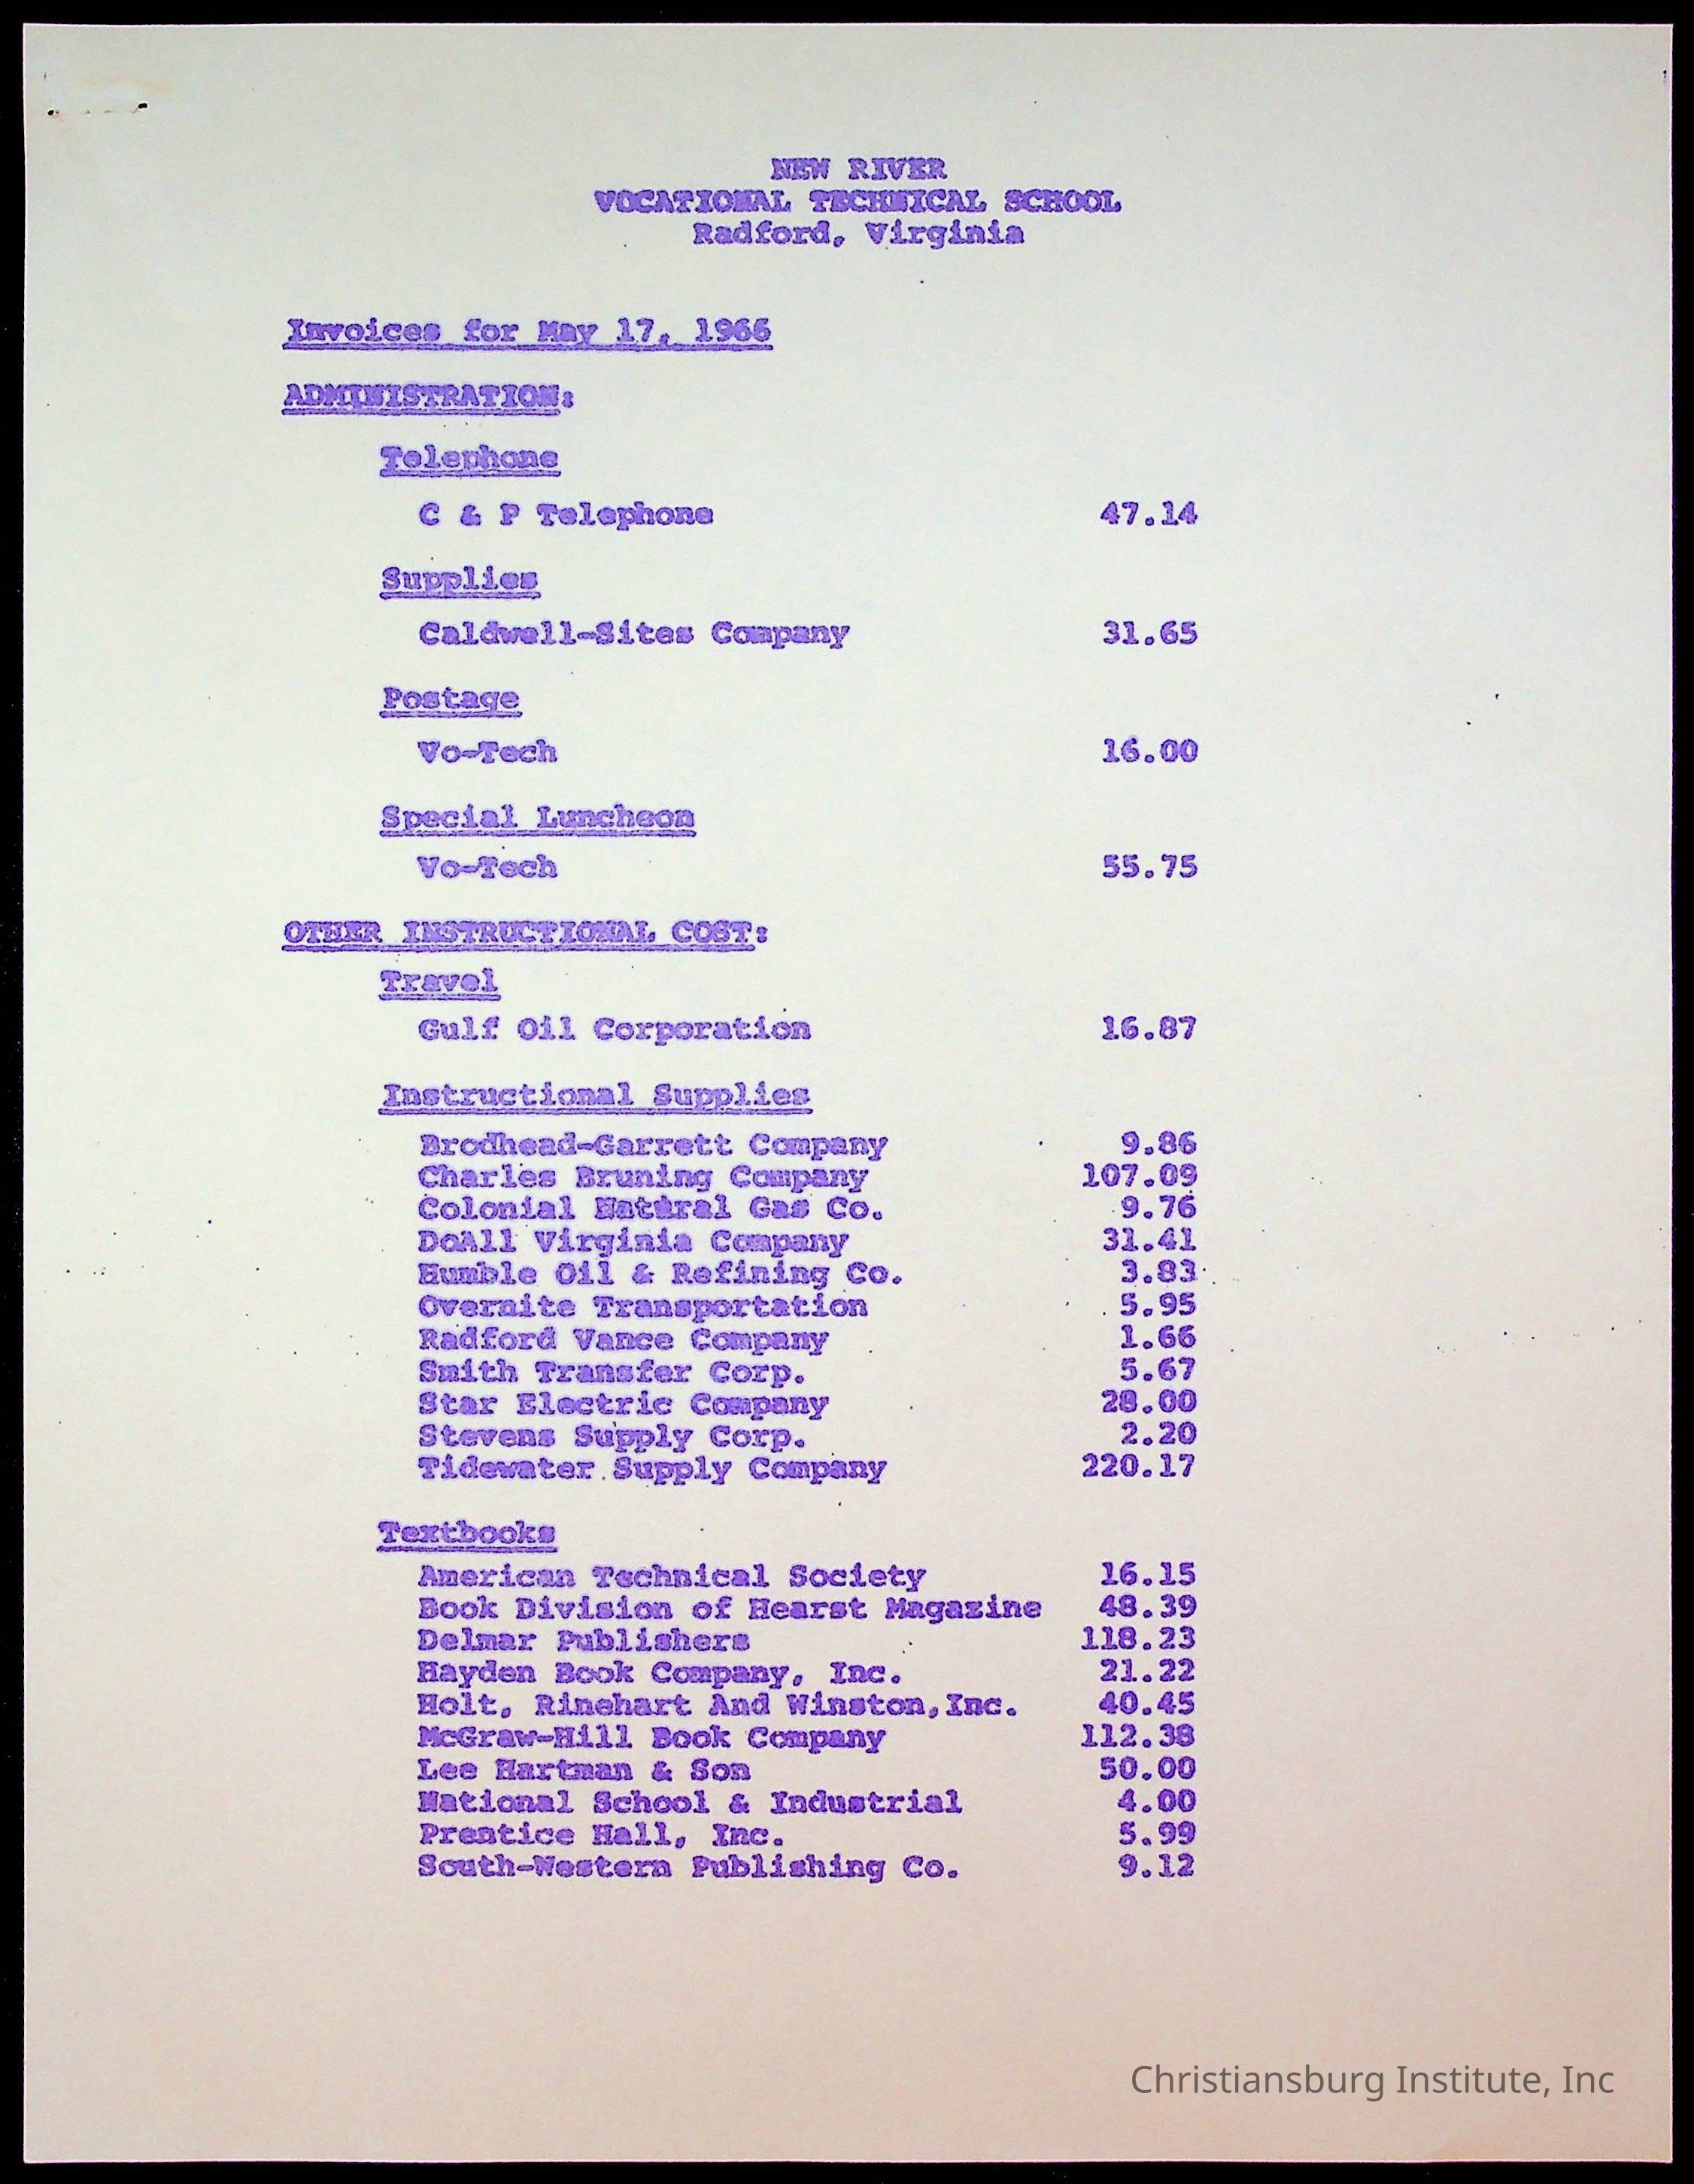 NEW RIVER
VOCATIONAL TECHNICAL SCHOOL
Radford, Virginia
Invoices for May 17, 1966
ADMINISTRATION:
Telephone
C & P Telephone 47.14
Supplies
Caldwell-Sites Company 31.65
Postage
Vo-Tech 16.00
Special Luncheon
Vo-Tech 55.75
OTHER INSTRUCTIONAL COST:
Travel
Gulf Oil Corporation 16.87
Instructional Supplies
Brodhead-Garrett Company 9.86
Charles Bruning Company 107.09
Colonial Natural Gas Co. 9.76
DoAll Virginia Company 31.41
Humble Oil & Refining Co. 3.83
Overnite Transportation 5.95
Radford Vance Company 1.66
Smith Transfer Corp. 5.67
Star Electric Company 28.00
Stevens Supply Corp. 2.20
Tidewater Supply Company 220.17
Textbooks
American Technical Society 16.15
Book Division of Hearst Magazine 48.39
Delmar Publishers 118.23
Hayden Book Company, Inc. 21.22
Holt, Rinehart And Winston,Inc. 40.45
McGraw-Hill Book Company 112.38
Lee Hartman & Son 50.00
National School & Industrial 4.00
Prentice Hall, Inc. 5.99
South-Western Publishing Co. 9.12
Christiansburg Institute, Inc